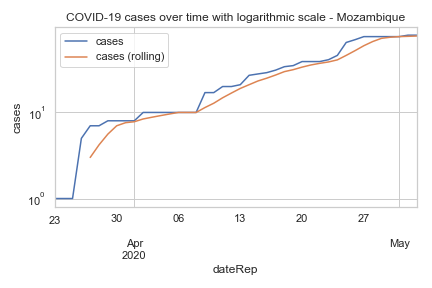 COVID-19 cases over time with logarithmic scale - Mozambique
cases
cases (rolling)
cases
10¹
10⁰
23
30
06
13
20
27
Apr
2020
May
dateRep